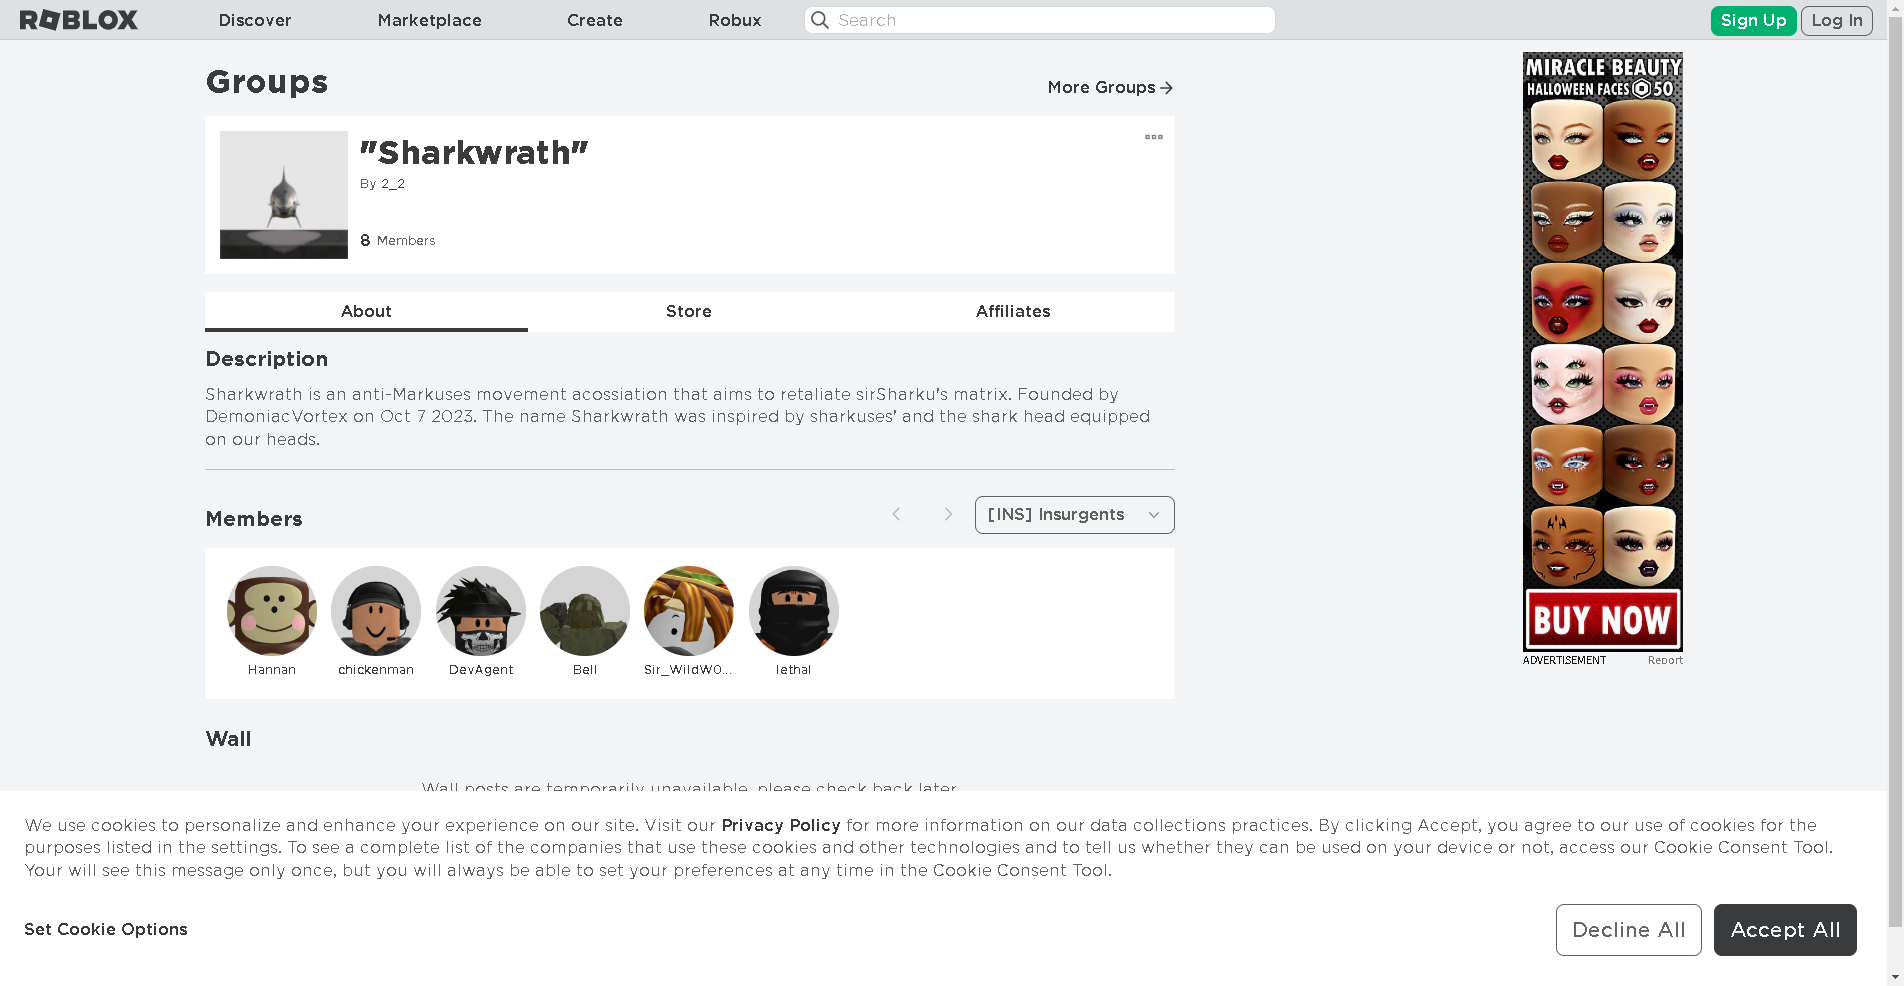 ROBLOX
Discover
Marketplace
Create
Robux
Search
Sign Up
Log In
Groups
More Groups
"Sharkwrath"
By 2_2
8 Members
About
Store
Affiliates
Description
Sharkwrath is an anti-Markuses movement acossiation that aims to retaliate sirSharku's matrix. Founded by
DemoniacVortex on Oct 7 2023. The name Sharkwrath was inspired by sharkuses' and the shark head equipped
on our heads.
Members
[INS] Insurgents
Hannan
chickenman
DevAgent
Bell
Sir_WildW0...
lethal
Wall
Wall posts are temporarily unavailable, please check back later.
MIRACLE BEAUTY
HALLOWEEN FACES 50
BUY NOW
ADVERTISEMENT
Report
We use cookies to personalize and enhance your experience on our site. Visit our Privacy Policy for more information on our data collections practices. By clicking Accept, you agree to our use of cookies for the
purposes listed in the settings. To see a complete list of the companies that use these cookies and other technologies and to tell us whether they can be used on your device or not, access our Cookie Consent Tool.
Your will see this message only once, but you will always be able to set your preferences at any time in the Cookie Consent Tool.
Set Cookie Options
Decline All
Accept All